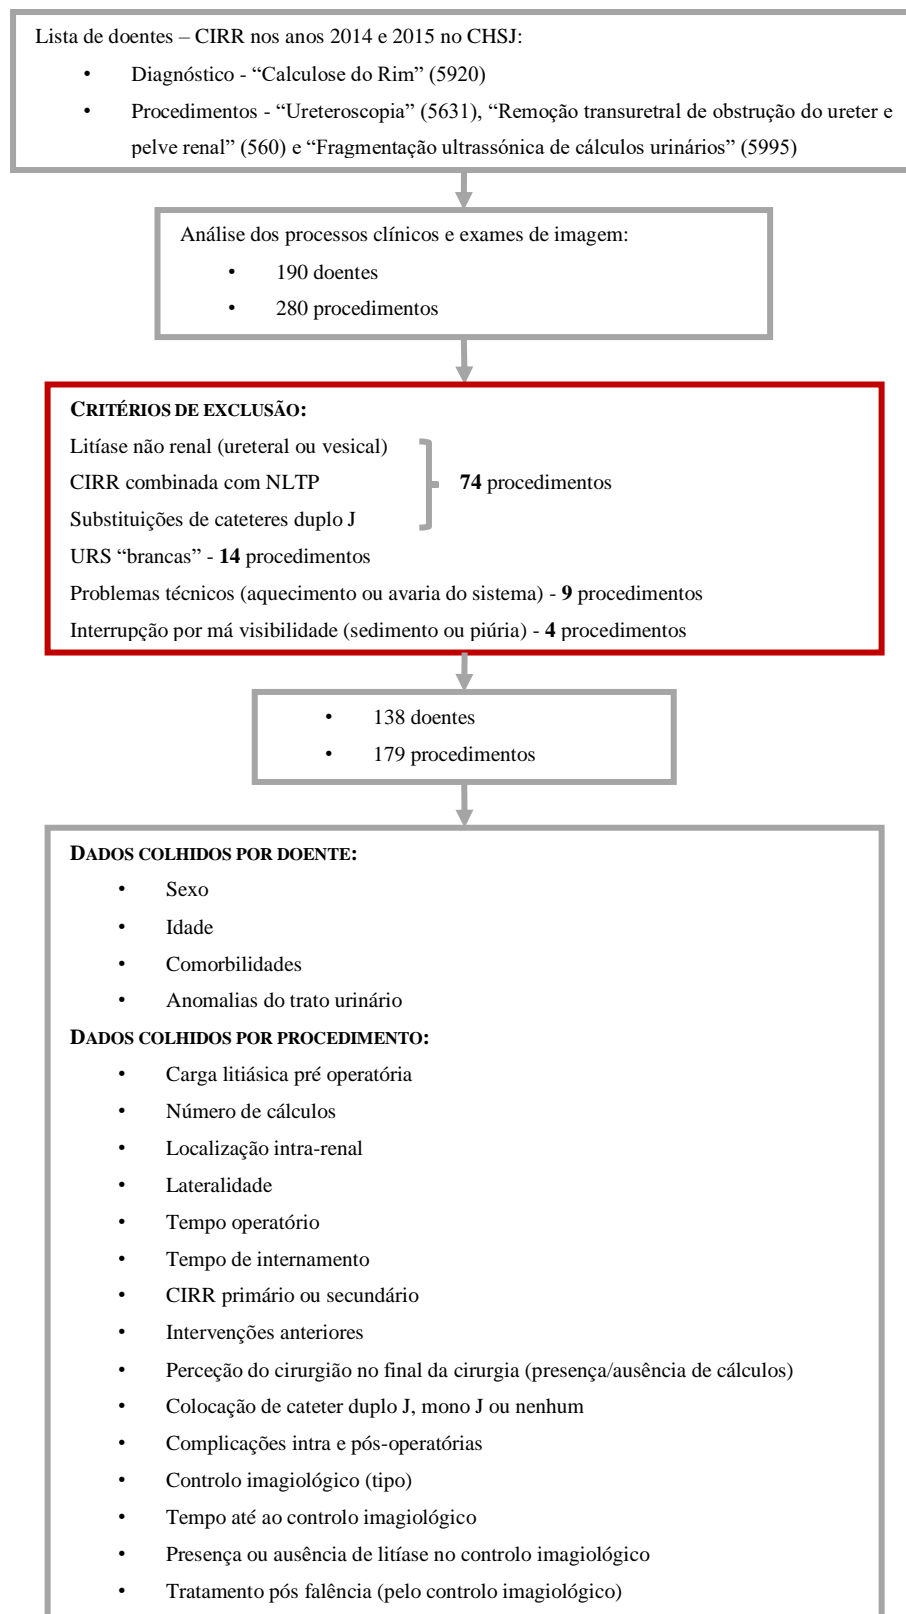 Lista de doentes – CIRR nos anos 2014 e 2015 no CHSJ:
• Diagnóstico - “Calculose do Rim” (5920)
• Procedimentos - “Ureteroscopia” (5631), “Remoção transuretral de obstrução do ureter e
pelve renal” (560) e “Fragmentação ultrassónica de cálculos urinários” (5995)
Análise dos processos clínicos e exames de imagem:
• 190 doentes
• 280 procedimentos
CRITÉRIOS DE EXCLUSÃO:
Litíase não renal (ureteral ou vesical)
CIRR combinada com NLTP
74 procedimentos
Substituições de cateteres duplo J
URS “brancas” - 14 procedimentos
Problemas técnicos (aquecimento ou avaria do sistema) - 9 procedimentos
Interrupção por má visibilidade (sedimento ou piúria) - 4 procedimentos
• 138 doentes
• 179 procedimentos
DADOS COLHIDOS POR DOENTE:
• Sexo
• Idade
• Comorbilidades
• Anomalias do trato urinário
DADOS COLHIDOS POR PROCEDIMENTO:
• Carga litiásica pré operatória
• Número de cálculos
• Localização intra-renal
• Lateralidade
• Tempo operatório
• Tempo de internamento
• CIRR primário ou secundário
• Intervenções anteriores
• Perceção do cirurgião no final da cirurgia (presença/ausência de cálculos)
• Colocação de cateter duplo J, mono J ou nenhum
• Complicações intra e pós-operatórias
• Controlo imagiológico (tipo)
• Tempo até ao controlo imagiológico
• Presença ou ausência de litíase no controlo imagiológico
• Tratamento pós falência (pelo controlo imagiológico)